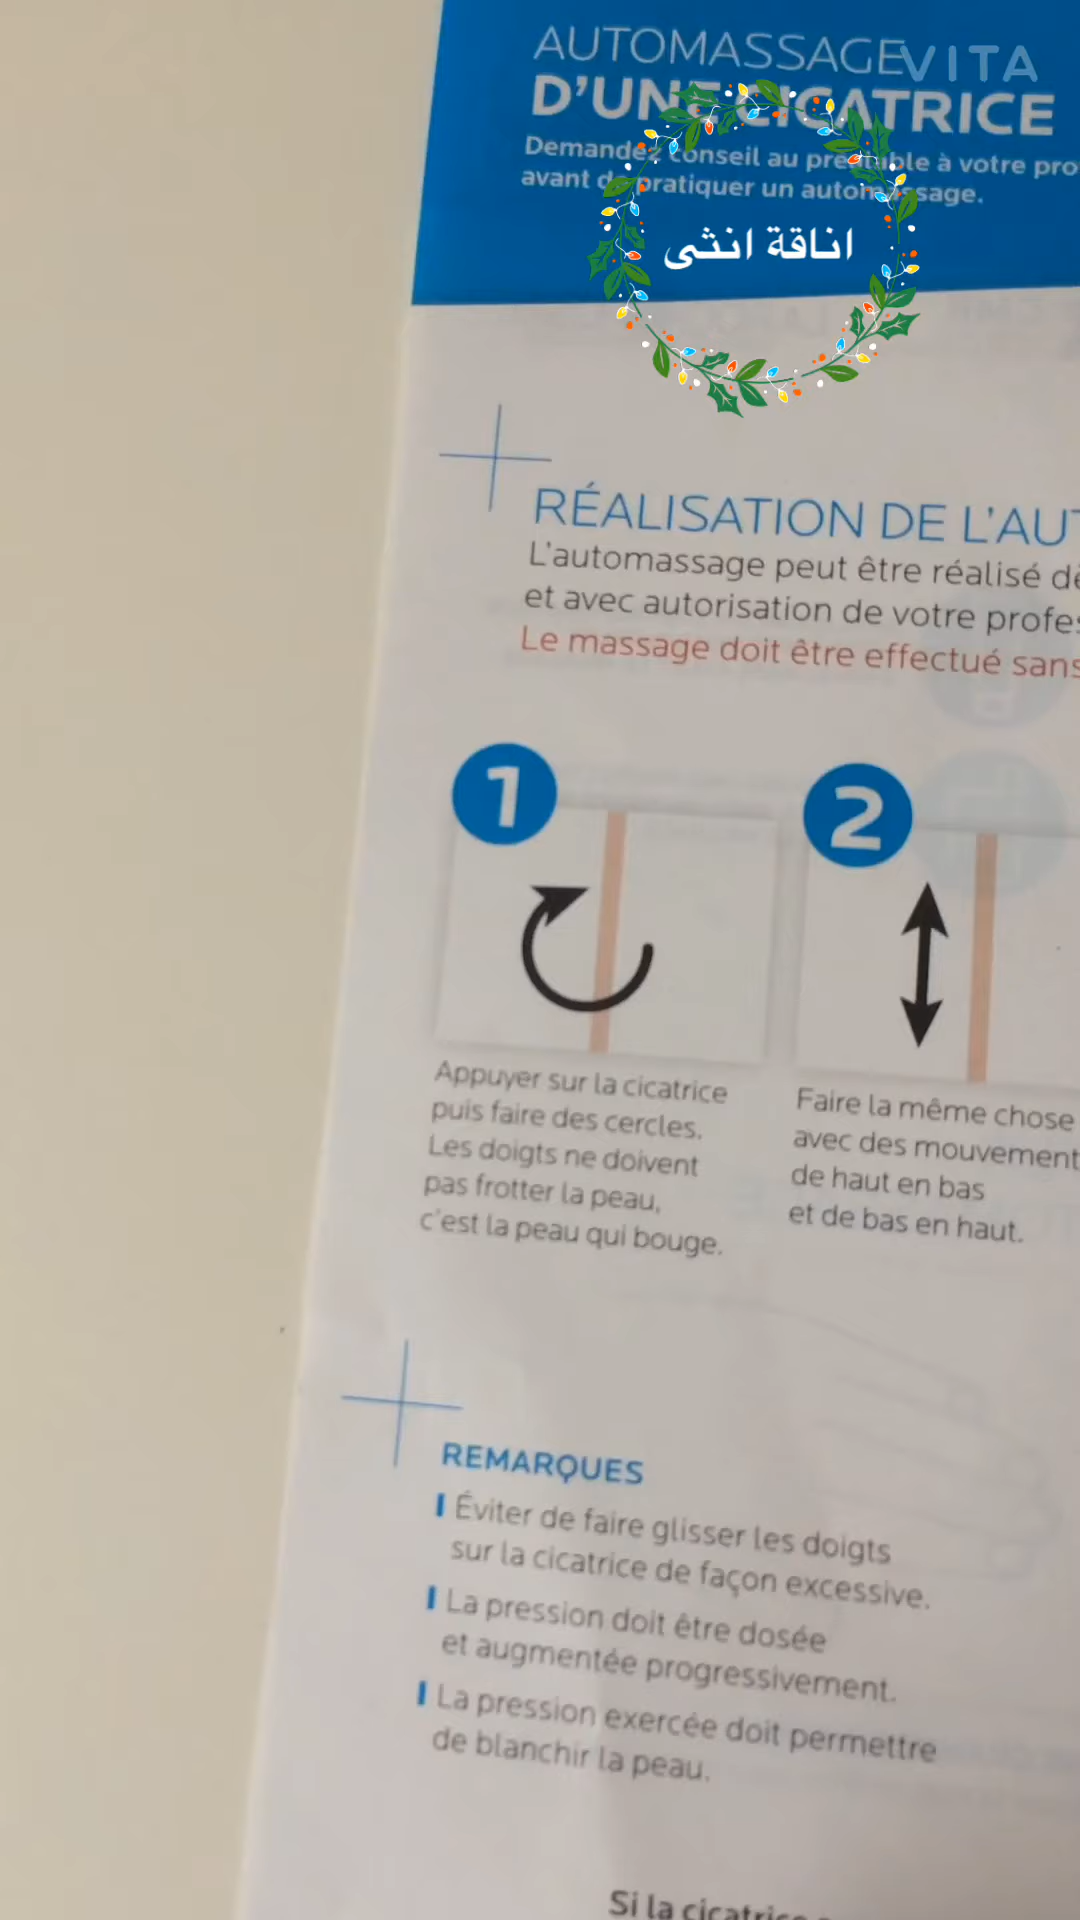 AUTOMASSAGE
VITA
D'UNE CICATRICE
Demandez conseil au préalable à votre
avant de pratiquer un automassage.
اناقة انثى
RÉALISATION DE
L'automassage peut être réalisé
et avec autorisation de votre
Le massage doit être effectué sans
1
2
Appuyer sur la cicatrice
puis faire des cercles.
Les doigts ne doivent
pas frotter la peau,
c'est la peau qui bouge.
Faire la même chose
avec des mouvement
de haut en bas
et de bas en haut.
REMARQUES
Éviter de faire glisser les doigts
sur la cicatrice de façon excessive.
La pression doit être dosée
et augmentée progressivement.
La pression exercée doit permettre
de blanchir la peau.
Si la cicatrice